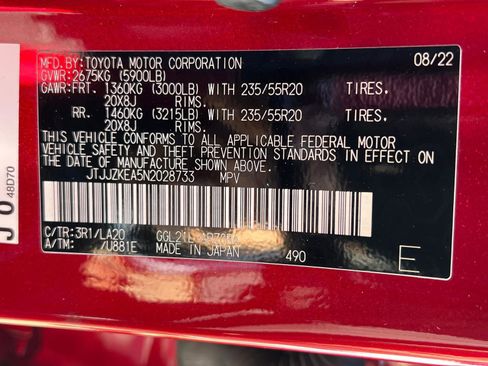 MFD.BY:TOYOTA MOTOR CORPORATION 08/22
GVWR:2675KG (5900LB)
GAWR:FRT. 1360KG (3000LB) WITH 235/55R20 TIRES,
20X8J RIMS.
RR. 1460KG (3215LB) WITH 235/55R20 TIRES,
20X8J RIMS.
THIS VEHICLE CONFORMS TO ALL APPLICABLE FEDERAL MOTOR
VEHICLE SAFETY AND THEFT PREVENTION STANDARDS IN EFFECT ON
THE DATE OF MANUFACTURE SHOWN ABOVE.
JTJJZKEA5N2028733 MPV
C/TR:3R1/LA20
A/TM: /U881E MADE IN JAPAN 490
E
48D70